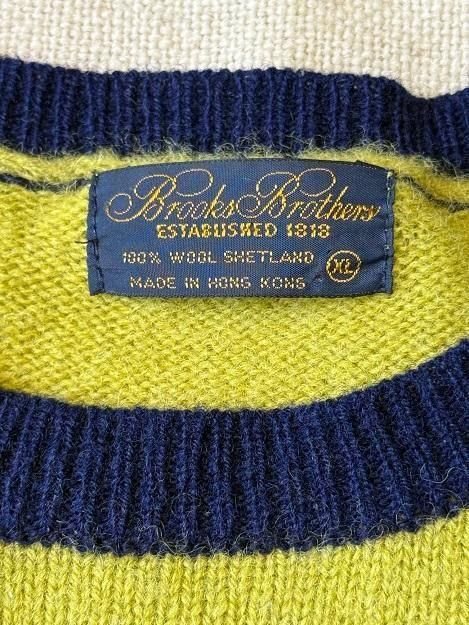 Brooks Brothers
ESTABLISHED 1818
100% WOOL SHETLAND
XL
MADE IN HONG KONG